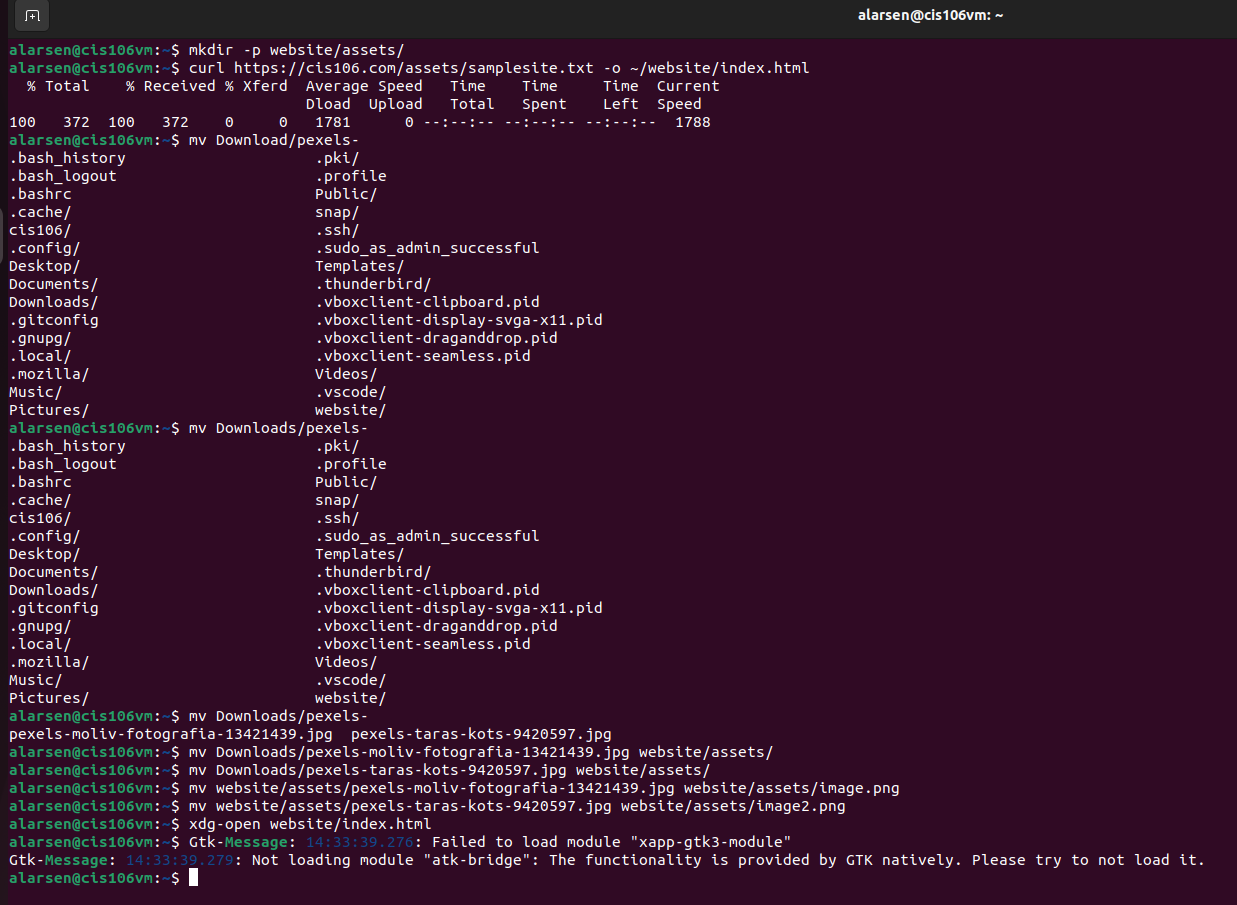 alarsen@cis106vm: ~
alarsen@cis106vm:~$ mkdir -p website/assets/
alarsen@cis106vm:~$ curl https://cis106.com/assets/samplesite.txt -o ~/website/index.html
  % Total    % Received % Xferd  Average Speed   Time    Time     Time  Current
                                 Dload  Upload   Total   Spent    Left  Speed
100   372  100   372    0     0   1781      0 --:--:-- --:--:-- --:--:--  1788
alarsen@cis106vm:~$ mv Download/pexels-
.bash_history                     .pki/
.bash_logout                      .profile
.bashrc                           Public/
.cache/                           snap/
cis106/                           .ssh/
.config/                          .sudo_as_admin_successful
Desktop/                          Templates/
Documents/                        .thunderbird/
Downloads/                        .vboxclient-clipboard.pid
.gitconfig                        .vboxclient-display-svga-x11.pid
.gnupg/                           .vboxclient-draganddrop.pid
.local/                           .vboxclient-seamless.pid
.mozilla/                         Videos/
Music/                            .vscode/
Pictures/                         website/
alarsen@cis106vm:~$ mv Downloads/pexels-
.bash_history                     .pki/
.bash_logout                      .profile
.bashrc                           Public/
.cache/                           snap/
cis106/                           .ssh/
.config/                          .sudo_as_admin_successful
Desktop/                          Templates/
Documents/                        .thunderbird/
Downloads/                        .vboxclient-clipboard.pid
.gitconfig                        .vboxclient-display-svga-x11.pid
.gnupg/                           .vboxclient-draganddrop.pid
.local/                           .vboxclient-seamless.pid
.mozilla/                         Videos/
Music/                            .vscode/
Pictures/                         website/
alarsen@cis106vm:~$ mv Downloads/pexels-
pexels-moliv-fotografia-13421439.jpg  pexels-taras-kots-9420597.jpg
alarsen@cis106vm:~$ mv Downloads/pexels-moliv-fotografia-13421439.jpg website/assets/
alarsen@cis106vm:~$ mv Downloads/pexels-taras-kots-9420597.jpg website/assets/
alarsen@cis106vm:~$ mv website/assets/pexels-moliv-fotografia-13421439.jpg website/assets/image.png
alarsen@cis106vm:~$ mv website/assets/pexels-taras-kots-9420597.jpg website/assets/image2.png
alarsen@cis106vm:~$ xdg-open website/index.html
alarsen@cis106vm:~$ Gtk-Message: 14:33:39.276: Failed to load module "xapp-gtk3-module"
Gtk-Message: 14:33:39.279: Not loading module "atk-bridge": The functionality is provided by GTK natively. Please try to not load it.
alarsen@cis106vm:~$